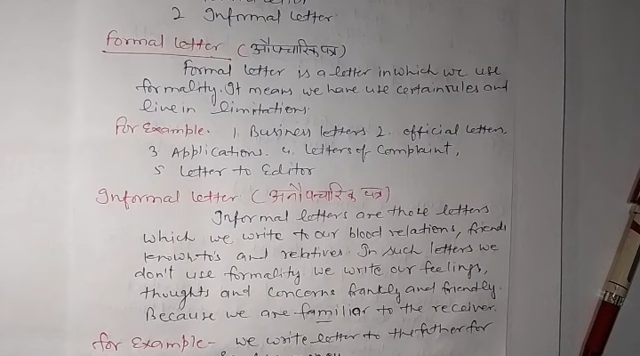 2 Informal Letter
Formal Letter (औपचारिक पत्र)
Formal letter is a letter in which we use
formality. It means we have use certain rules and
live in limitations.
For Example. 1. Business letters 2. official letters,
3 Applications. 4. Letters of Complaint,
5 Letter to Editor
Informal Letter (अनौपचारिक पत्र)
Informal letters are those letters
which we write to our blood relations, friends
and relatives. In such letters we
don't use formality. we write our feelings,
thoughts and concerns frankly and friendly.
Because we are familiar to the receiver.
for Example - we write letter to the father for